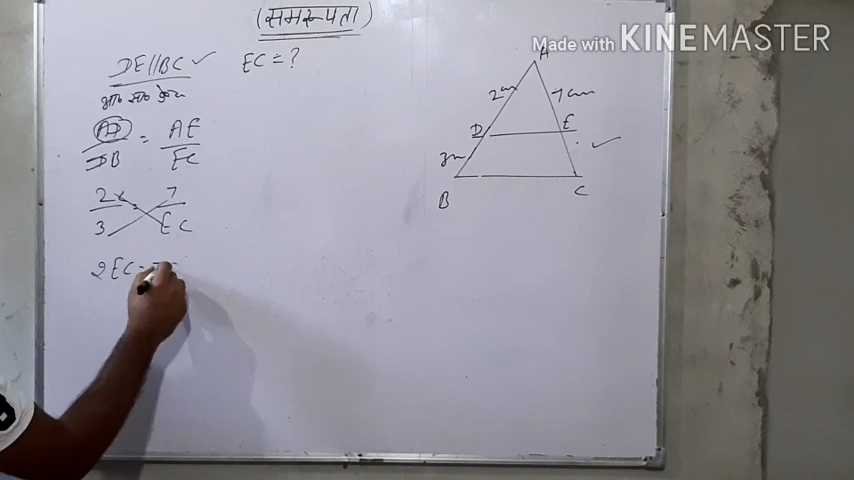 (समरूपता)
Made with KINEMASTER
DE//BC ✓ EC = ?
AD/DB = AE/EC
2/3 = 7/EC
2EC =
A
2cm 7cm
D E
3cm ✓
B C